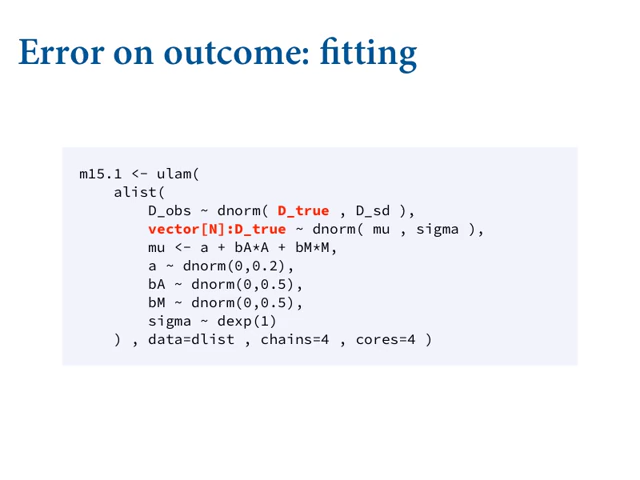 Error on outcome: fitting
m15.1 <- ulam(
    alist(
        D_obs ~ dnorm( D_true , D_sd ),
        vector[N]:D_true ~ dnorm( mu , sigma ),
        mu <- a + bA*A + bM*M,
        a ~ dnorm(0,0.2),
        bA ~ dnorm(0,0.5),
        bM ~ dnorm(0,0.5),
        sigma ~ dexp(1)
    ) , data=dlist , chains=4 , cores=4 )